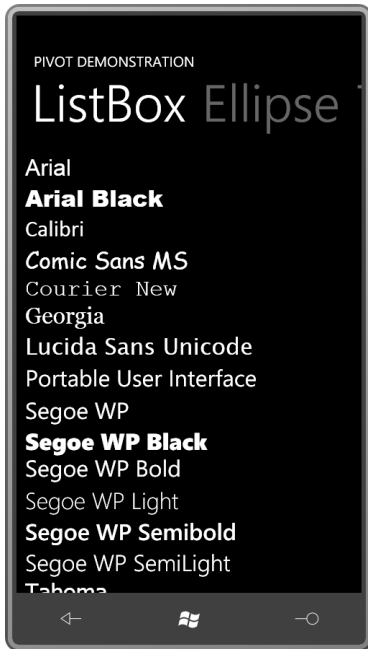 PIVOT DEMONSTRATION
ListBox Ellipse
Arial
Arial Black
Calibri
Comic Sans MS
Courier New
Georgia
Lucida Sans Unicode
Portable User Interface
Segoe WP
Segoe WP Black
Segoe WP Bold
Segoe WP Light
Segoe WP Semibold
Segoe WP SemiLight
Tahoma